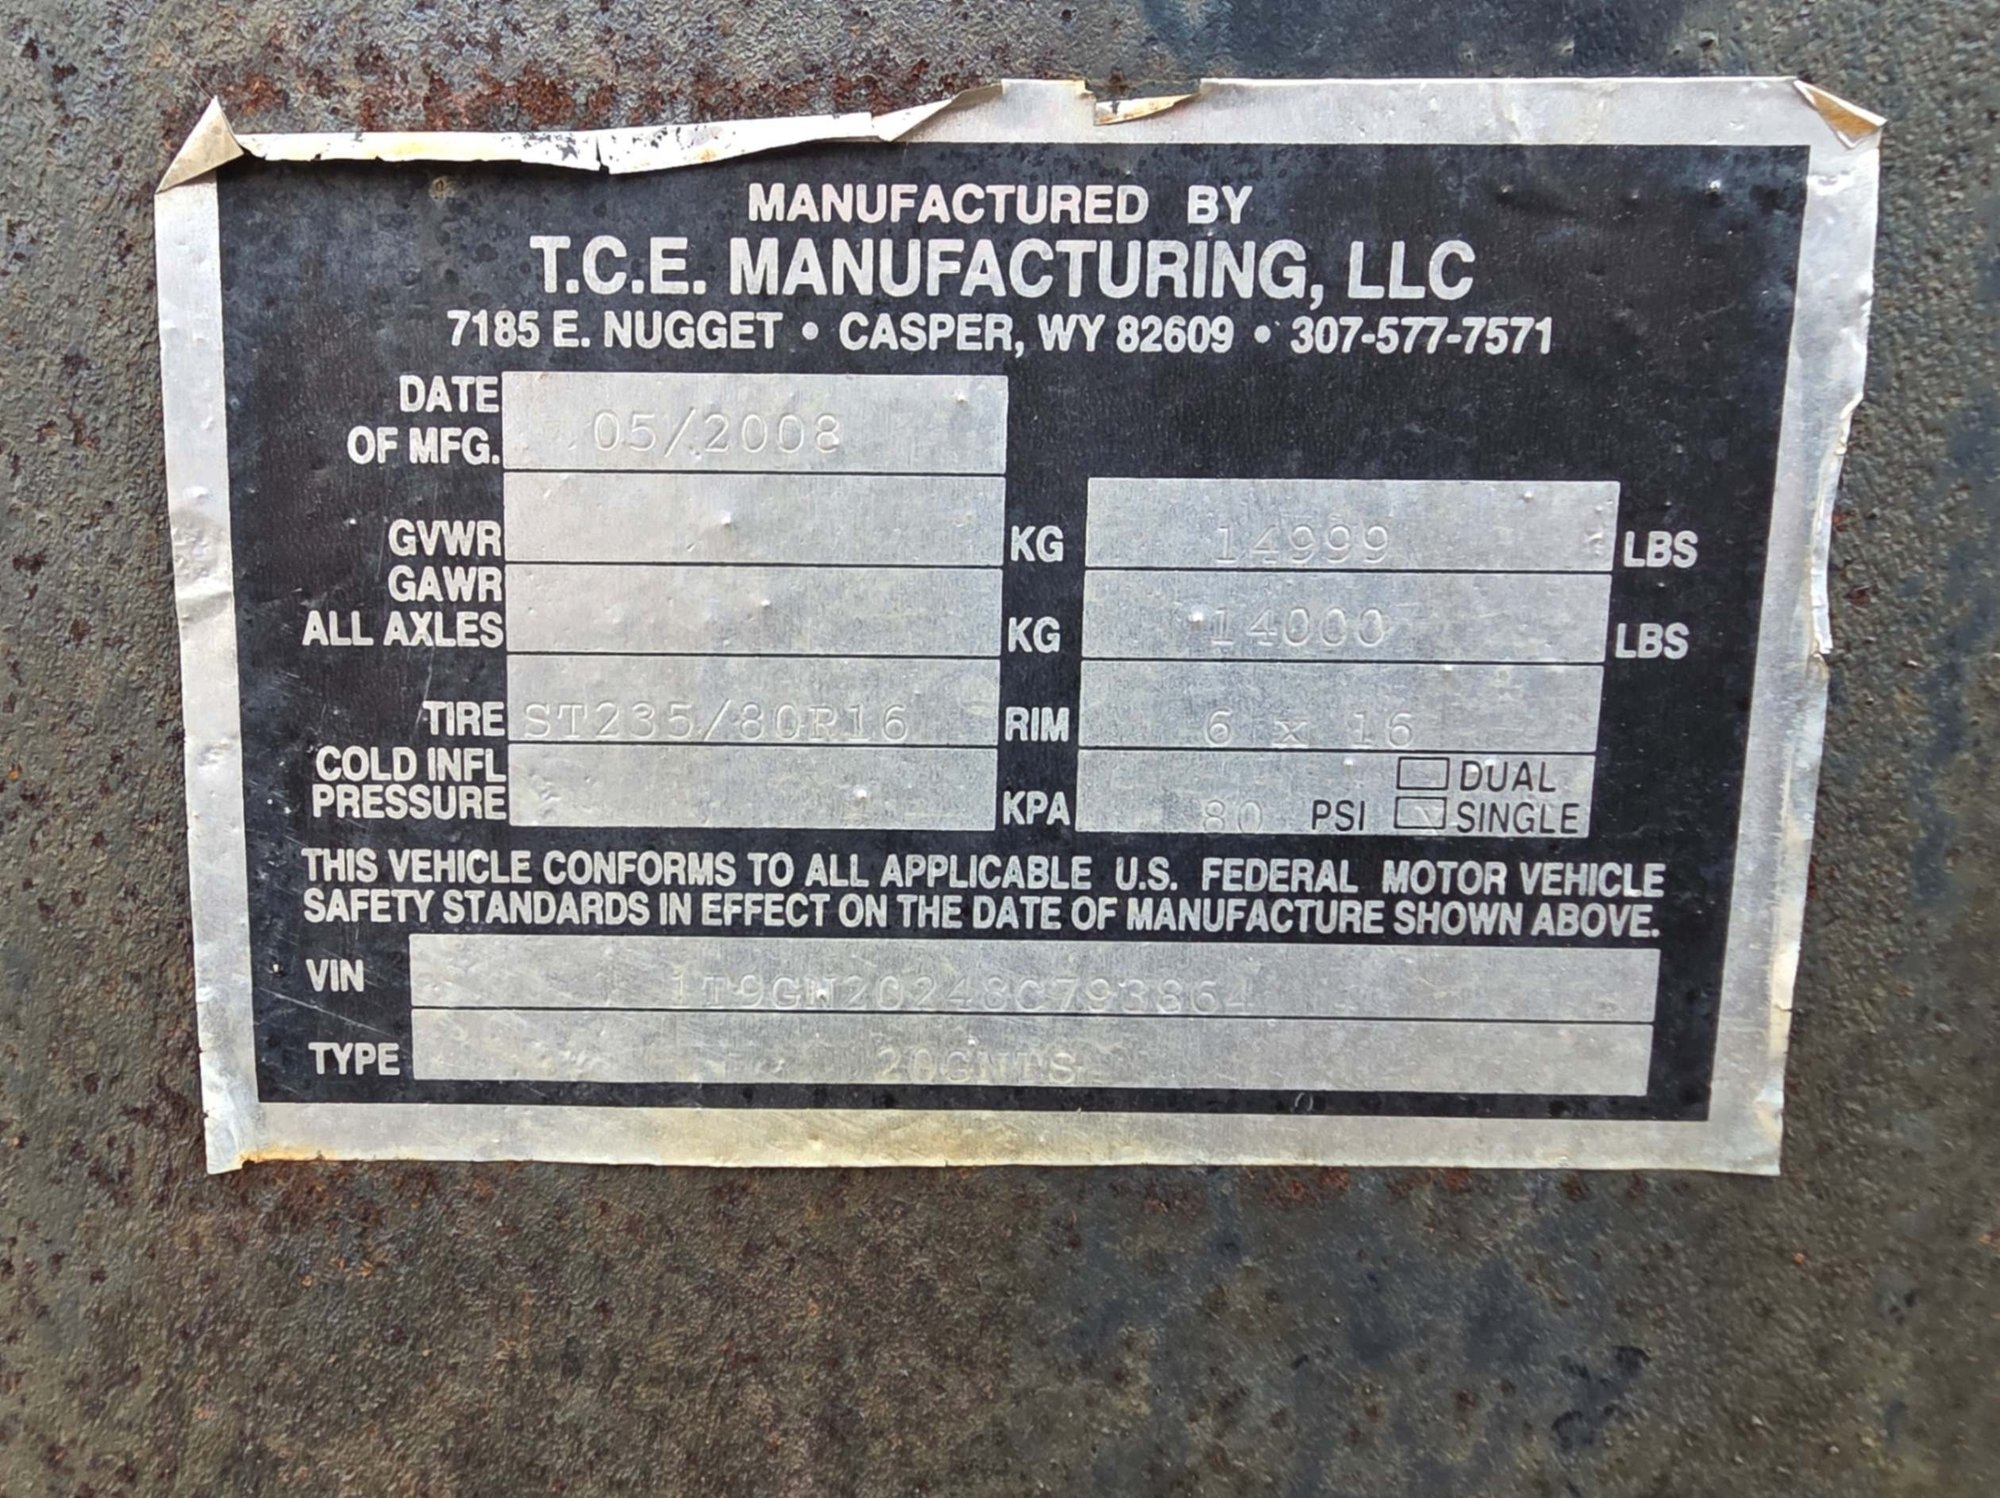 MANUFACTURED BY
T.C.E. MANUFACTURING, LLC
7185 E. NUGGET • CASPER, WY 82609 • 307-577-7571
DATE OF MFG. 05/2008
GVWR KG 14999 LBS
GAWR ALL AXLES KG 14000 LBS
TIRE ST235/80R16 RIM 6 x 16
COLD INFL PRESSURE KPA 80 PSI DUAL SINGLE
THIS VEHICLE CONFORMS TO ALL APPLICABLE U.S. FEDERAL MOTOR VEHICLE
SAFETY STANDARDS IN EFFECT ON THE DATE OF MANUFACTURE SHOWN ABOVE.
VIN 1T9GN20248C793864
TYPE 20GNTS